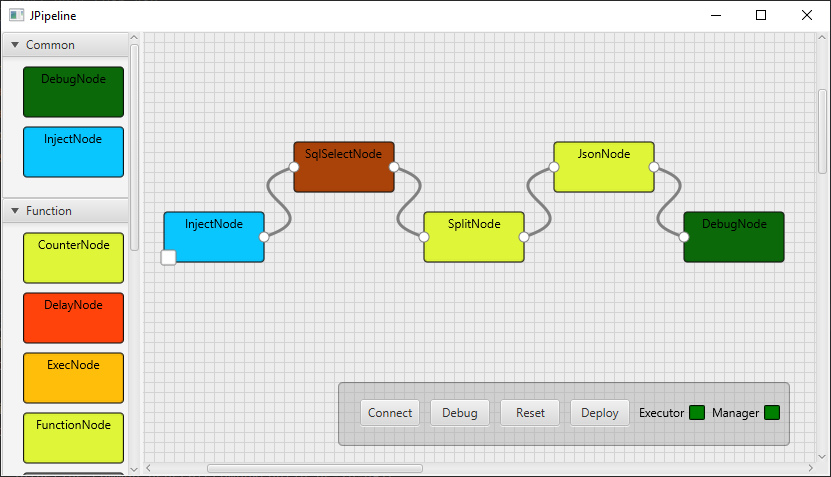 JPipeline
Common
DebugNode
InjectNode
Function
CounterNode
DelayNode
ExecNode
FunctionNode
SqlSelectNode
JsonNode
InjectNode
SplitNode
DebugNode
Connect Debug Reset Deploy Executor Manager